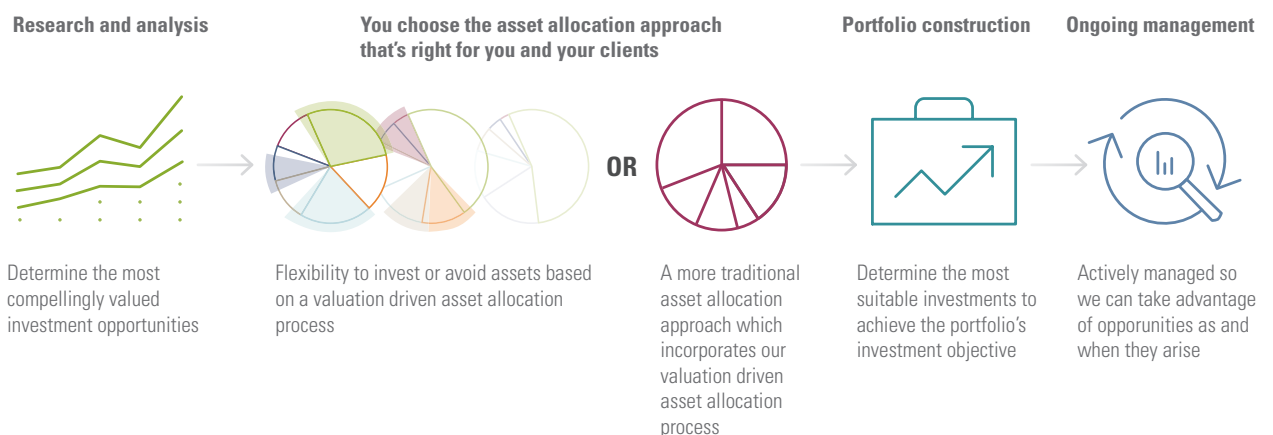 Research and analysis
You choose the asset allocation approach
that's right for you and your clients
Portfolio construction
Ongoing management
OR
Determine the most
compellingly valued
investment opportunities
Flexibility to invest or avoid assets based
on a valuation driven asset allocation
process
A more traditional
asset allocation
approach which
incorporates our
valuation driven
asset allocation
process
Determine the most
suitable investments to
achieve the portfolio's
investment objective
Actively managed so
we can take advantage
of opporunities as and
when they arise